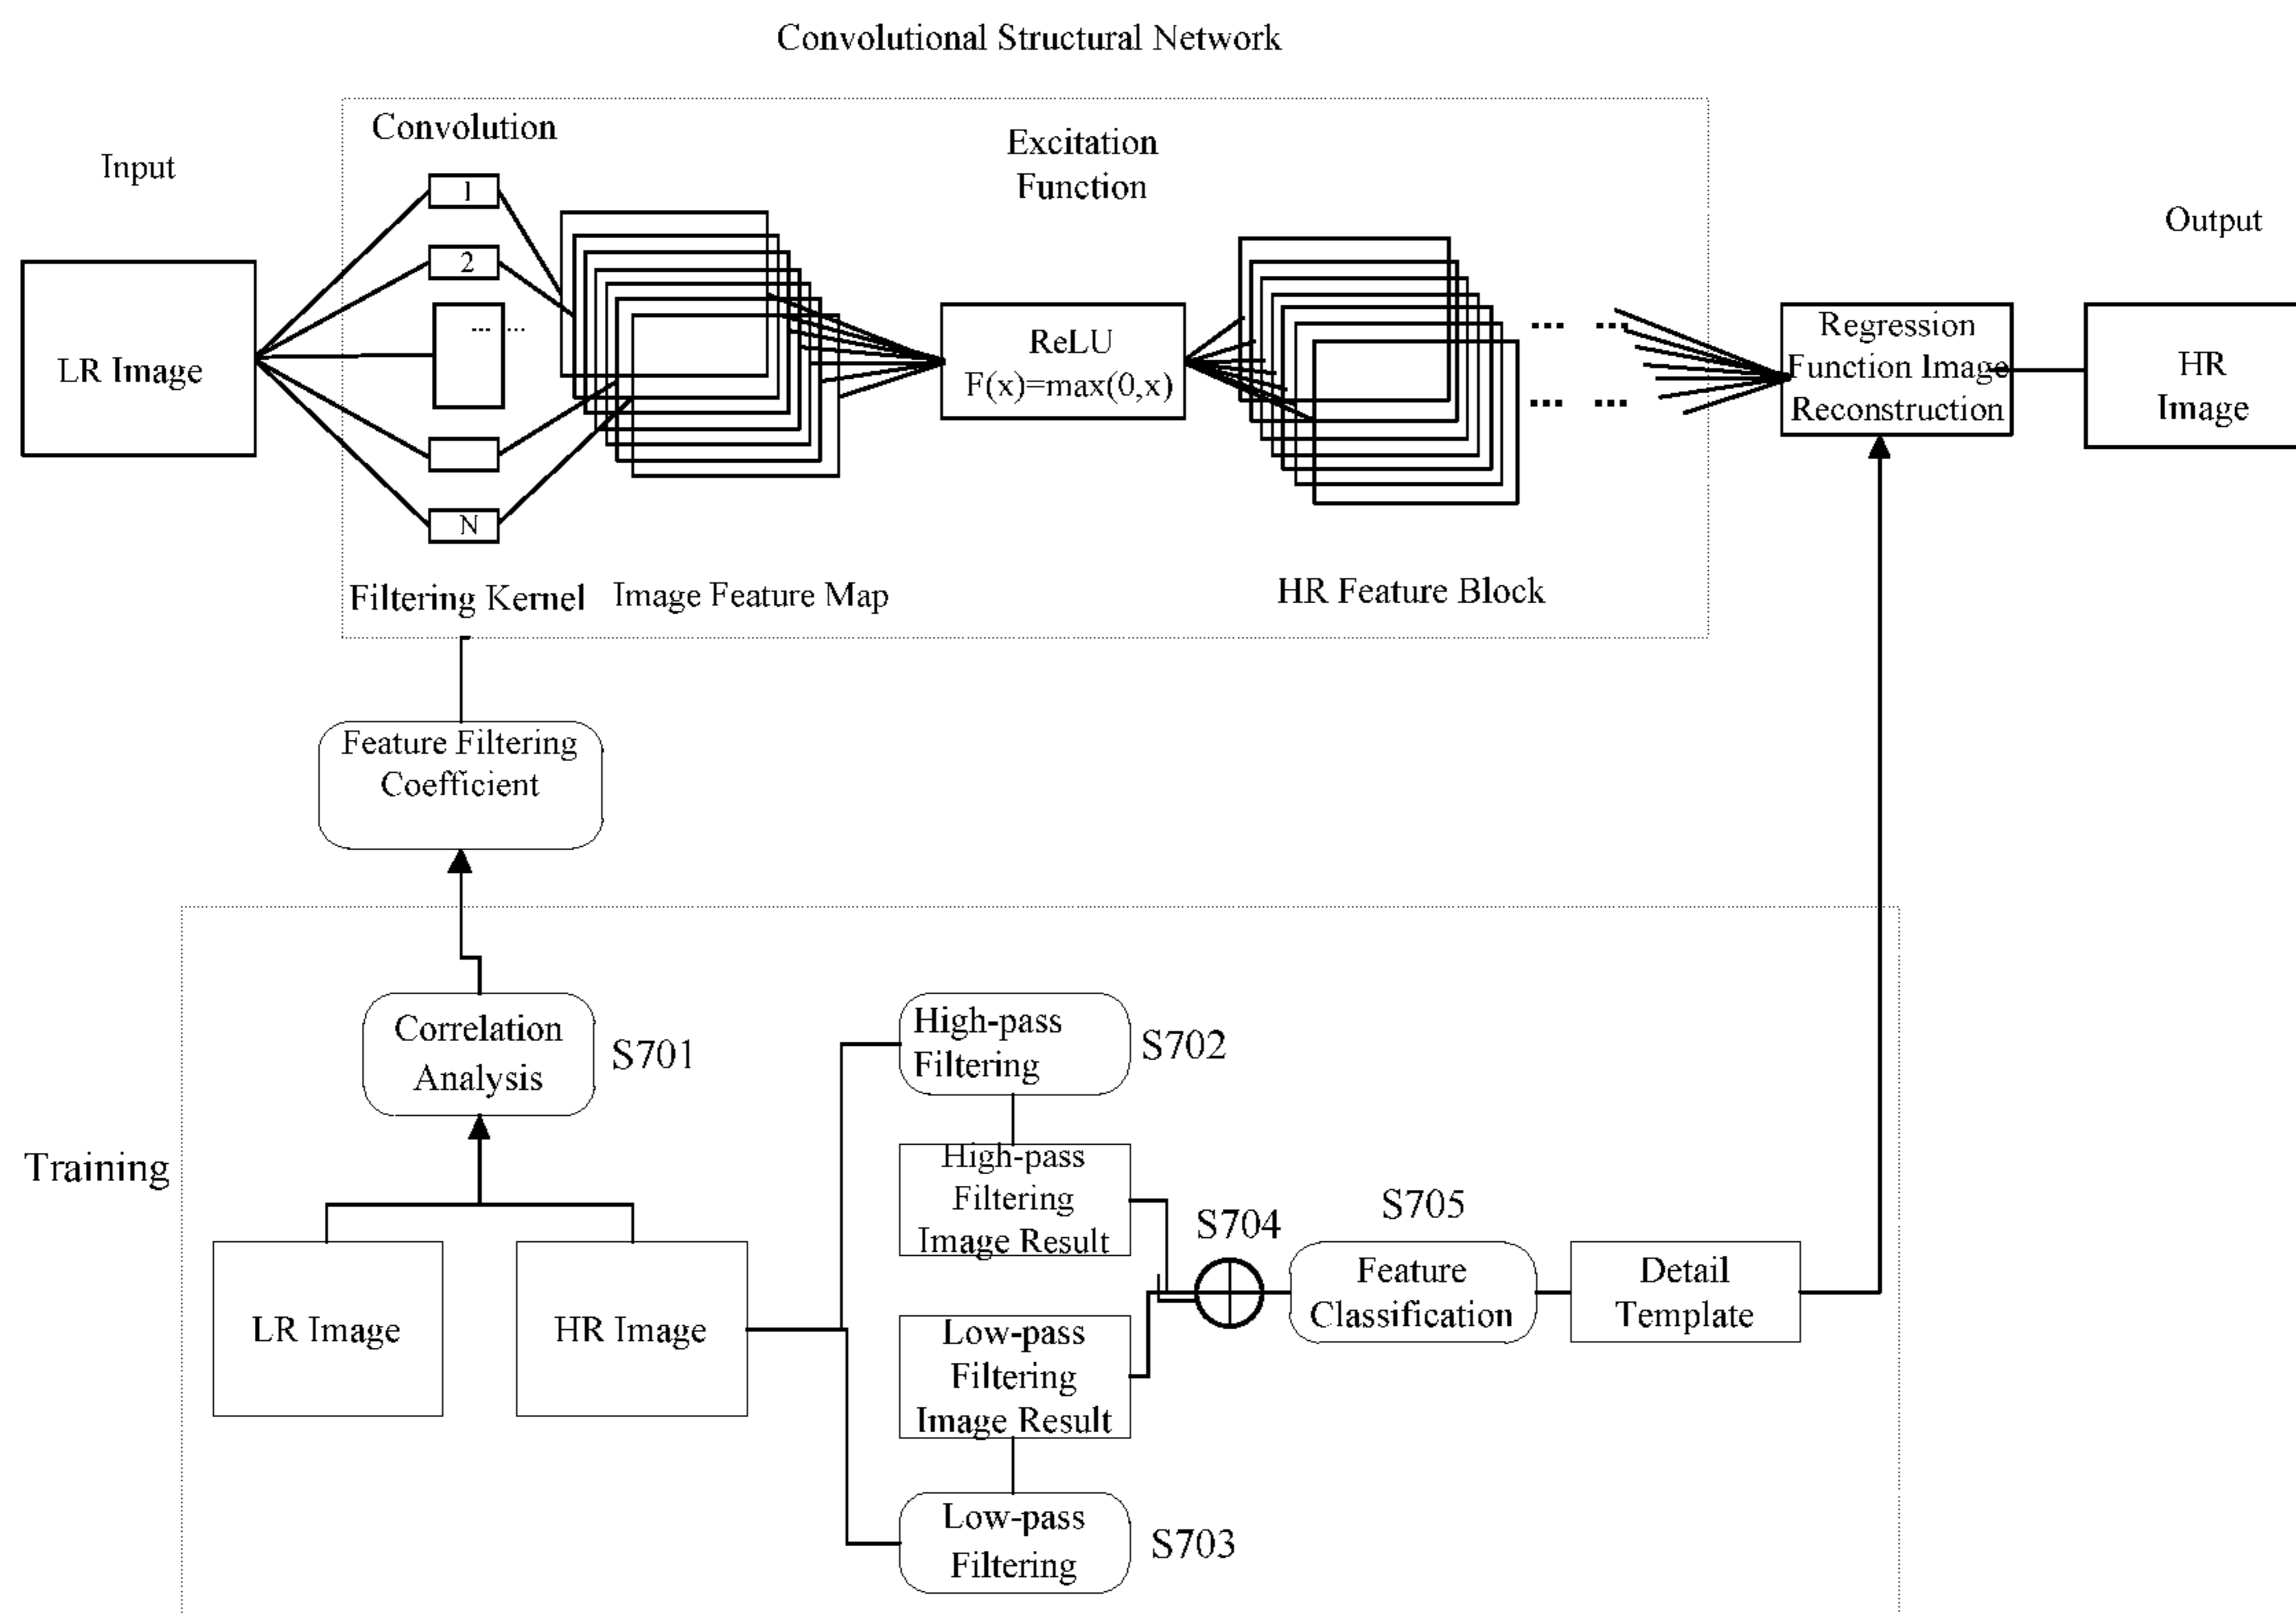 Convolutional Structural Network
Input
Convolution
Excitation
Function
Output
LR Image
1
2
... ...
N
ReLU
F(x)=max(0,x)
... ...
... ...
Regression
Function Image
Reconstruction
HR
Image
Filtering Kernel
Image Feature Map
HR Feature Block
Feature Filtering
Coefficient
Training
Correlation
Analysis
S701
LR Image
HR Image
High-pass
Filtering
S702
High-pass
Filtering
Image Result
Low-pass
Filtering
Image Result
Low-pass
Filtering
S703
S704
S705
Feature
Classification
Detail
Template